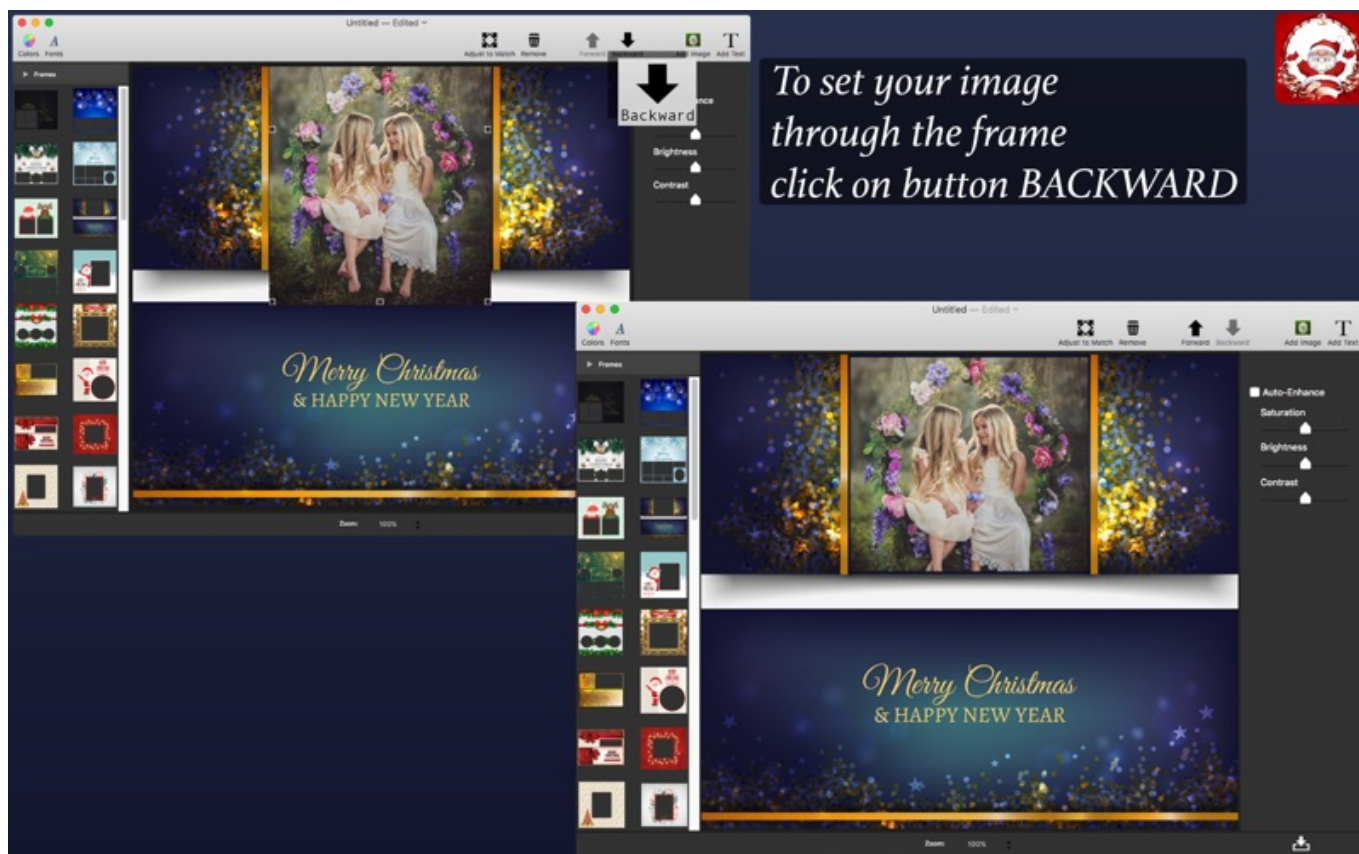 Untitled — Edited
Colors Fonts
Adjust to Match Remove
Forward
Add Image Add Text
Frames
Backward
Brightness
Contrast
Merry Christmas
& HAPPY NEW YEAR
Zoom: 100%
To set your image
through the frame
click on button BACKWARD
Untitled — Edited
Colors Fonts
Adjust to Match Remove
Forward Backward
Add Image Add Text
Frames
Auto-Enhance
Saturation
Brightness
Contrast
Merry Christmas
& HAPPY NEW YEAR
Zoom: 100%